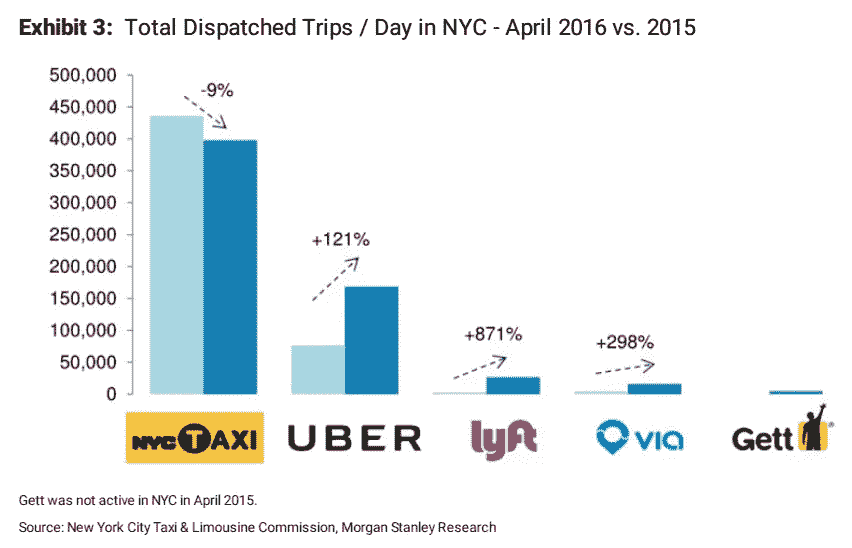 Exhibit 3: Total Dispatched Trips / Day in NYC - April 2016 vs. 2015
500,000
450,000
400,000
350,000
300,000
250,000
200,000
150,000
100,000
50,000
0
-9%
+121%
+871%
+298%
NYC TAXI
UBER
lyft
via
Gett®
Gett was not active in NYC in April 2015.
Source: New York City Taxi & Limousine Commission, Morgan Stanley Research